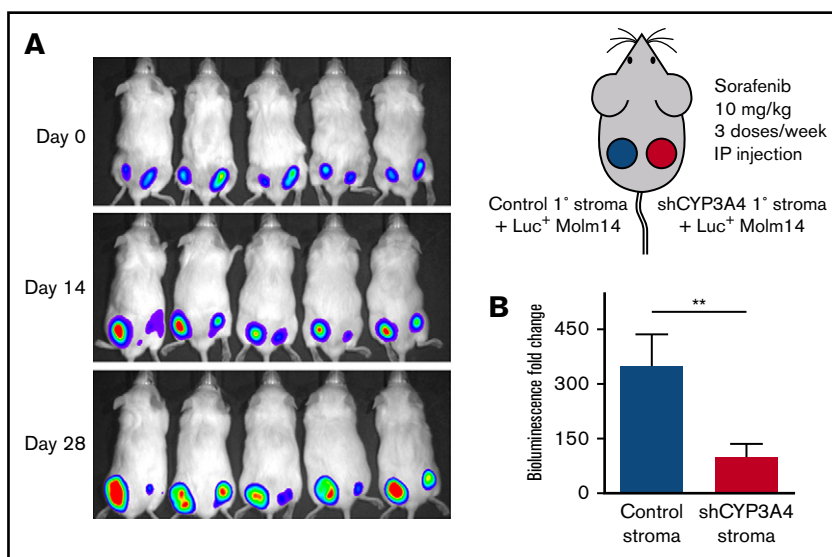 A
Day 0
Day 14
Day 28
Sorafenib
10 mg/kg
3 doses/week
IP injection
Control 1° stroma
+ Luc+ Molm14
shCYP3A4 1° stroma
+ Luc+ Molm14
B
**
Bioluminescence fold change
450
300
150
0
Control
stroma
shCYP3A4
stroma